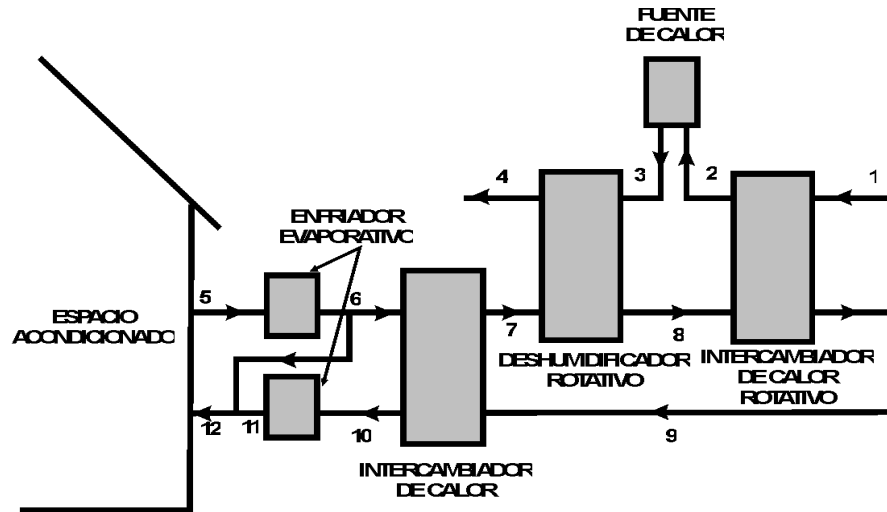 FUENTE
DE CALOR
4
3
2
1
ENFRIADOR
EVAPORATIVO
5
6
ESPACIO
ACONDICIONADO
7
8
DESHUMIDIFICADOR
ROTATIVO
INTERCAMBIADOR
DE CALOR
ROTATIVO
12
11
10
9
INTERCAMBIADOR
DE CALOR